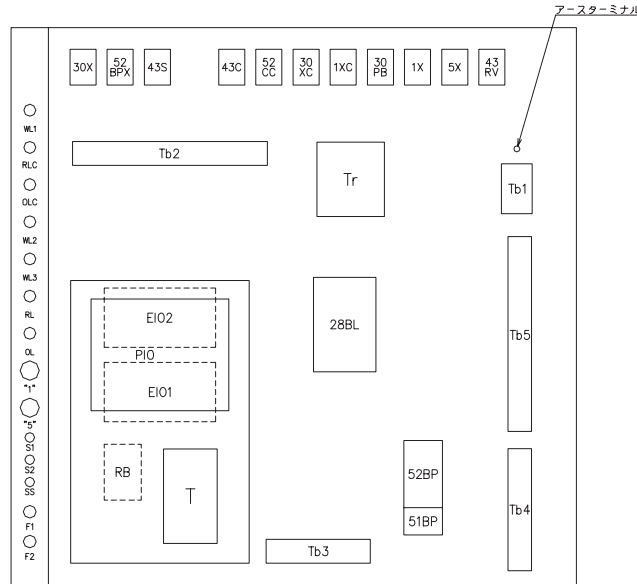 アースターミナル
30X
52
BPX
43S
43C
52
CC
30
XC
1XC
30
PB
1X
5X
43
RV
WL1
RLC
OLC
WL2
WL3
RL
OL
"1"
"5"
S1
S2
SS
F1
F2
Tb2
Tr
Tb1
EIO2
PIO
EIO1
28BL
Tb5
RB
T
52BP
51BP
Tb4
Tb3